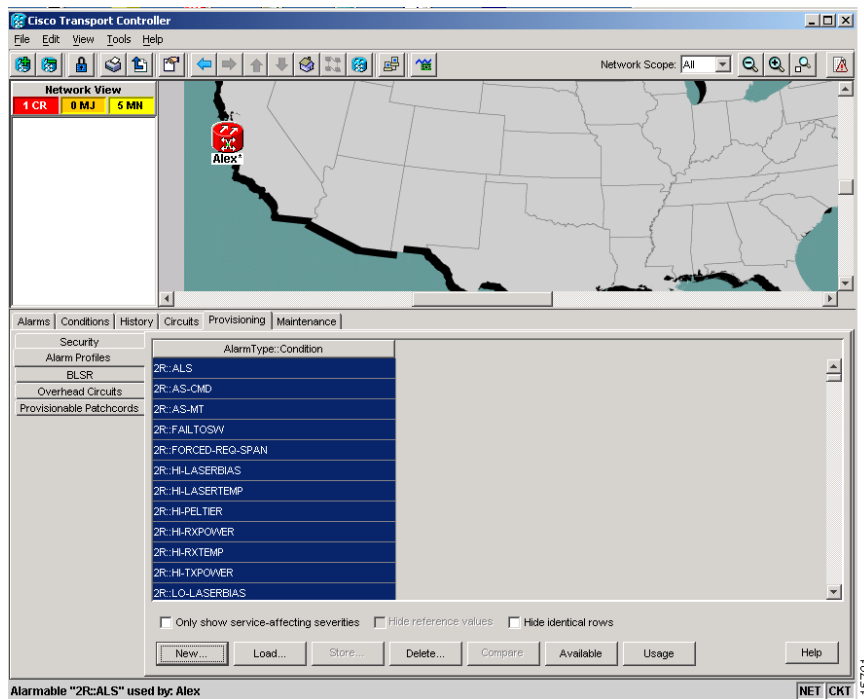 Cisco Transport Controller
File Edit View Tools Help
Network Scope: All
Network View
1 CR 0 MJ 5 MN
Alex*
Alarms Conditions History Circuits Provisioning Maintenance
Security
Alarm Profiles
BLSR
Overhead Circuits
Provisionable Patchcords
AlarmType::Condition
2R::ALS
2R::AS-CMD
2R::AS-MT
2R::FAILTOSW
2R::FORCED-REQ-SPAN
2R::HI-LASERBIAS
2R::HI-LASERTEMP
2R::HI-PELTIER
2R::HI-RXPOWER
2R::HI-RXTEMP
2R::HI-TXPOWER
2R::LO-LASERBIAS
Only show service-affecting severities Hide reference values Hide identical rows
New... Load... Store... Delete... Compare Available Usage Help
Alarmable "2R::ALS" used by: Alex
NET CKT